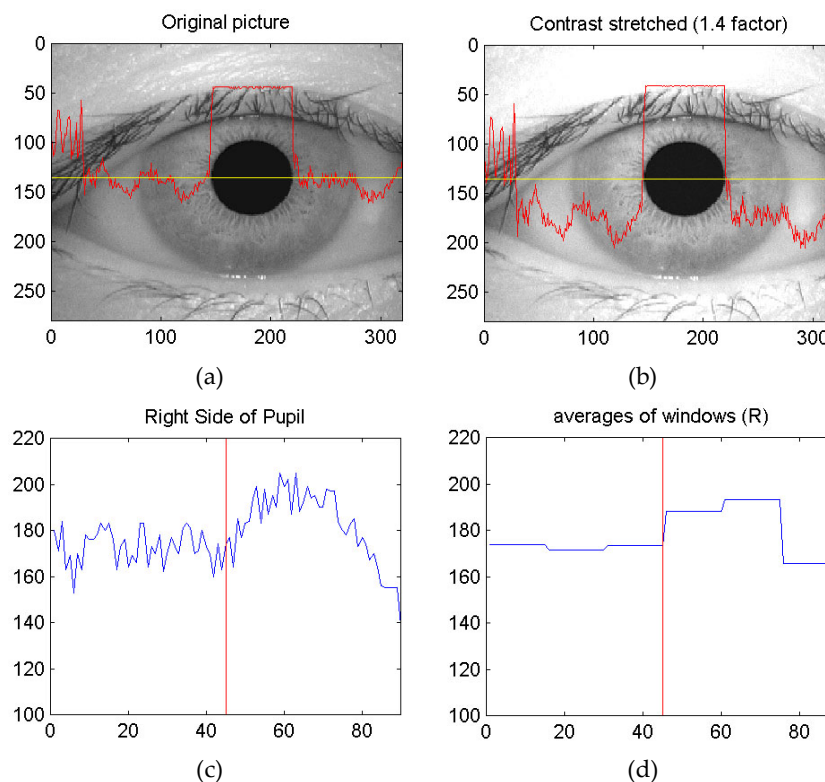 Original picture
0
50
100
150
200
250
0 100 200 300
(a)
Contrast stretched (1.4 factor)
0
50
100
150
200
250
0 100 200 300
(b)
Right Side of Pupil
220
200
180
160
140
120
100
0 20 40 60 80
(c)
averages of windows (R)
220
200
180
160
140
120
100
0 20 40 60 80
(d)